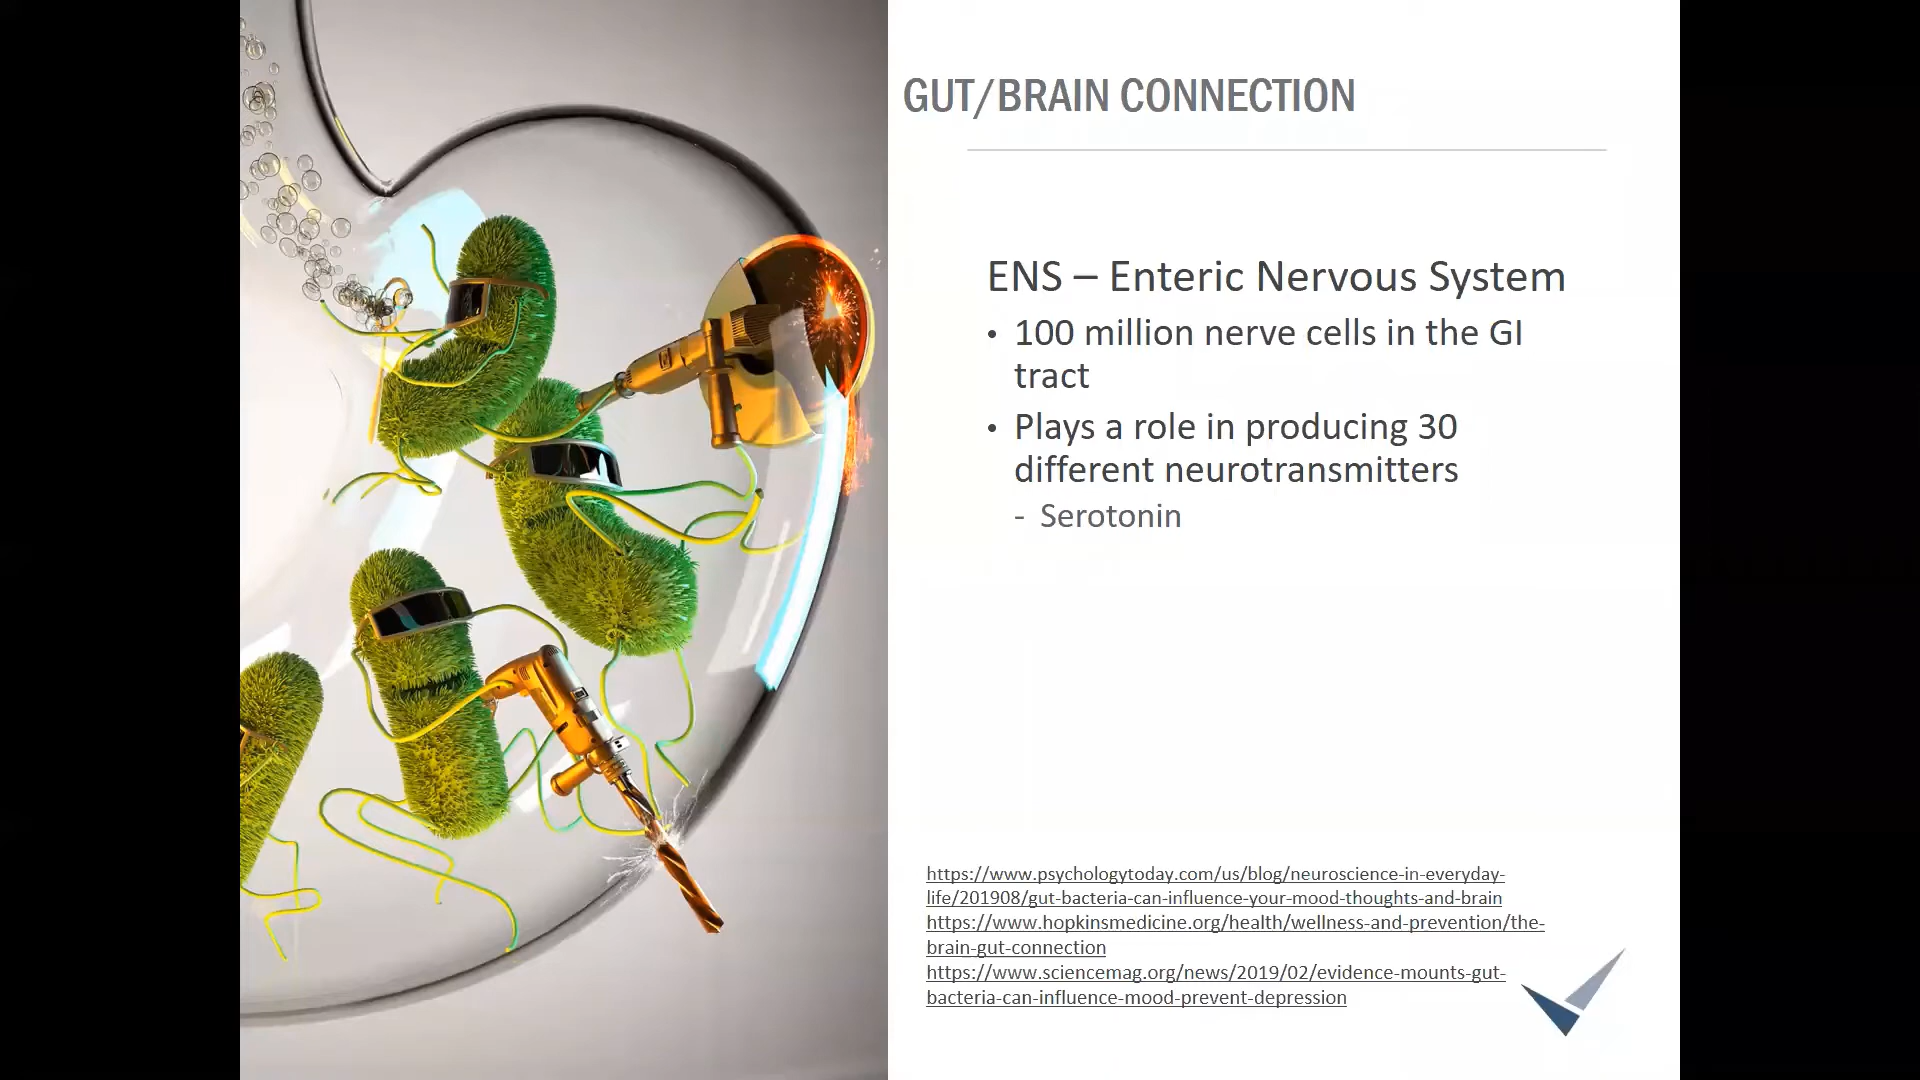 GUT/BRAIN CONNECTION
ENS – Enteric Nervous System
• 100 million nerve cells in the GI
tract
• Plays a role in producing 30
different neurotransmitters
- Serotonin
https://www.psychologytoday.com/us/blog/neuroscience-in-everyday-
life/201908/gut-bacteria-can-influence-your-mood-thoughts-and-brain
https://www.hopkinsmedicine.org/health/wellness-and-prevention/the-
brain-gut-connection
https://www.sciencemag.org/news/2019/02/evidence-mounts-gut-
bacteria-can-influence-mood-prevent-depression